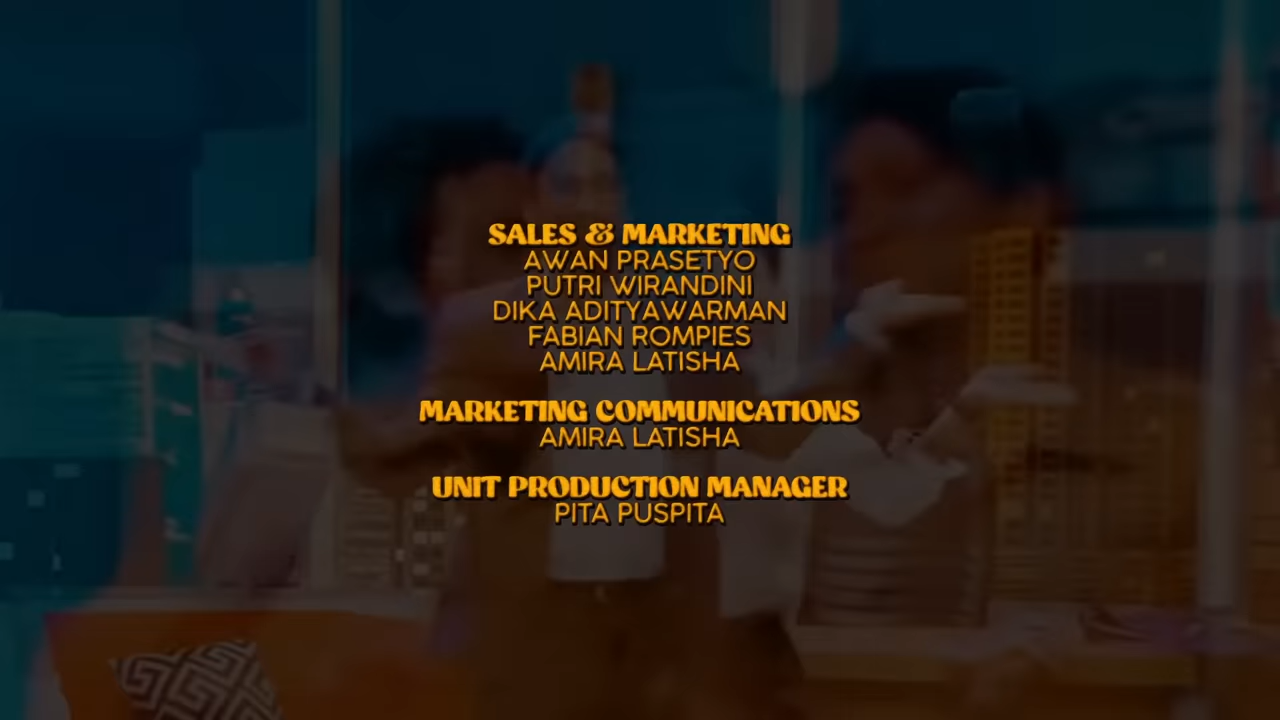 SALES & MARKETING
AWAN PRASETYO
PUTRI WIRANDINI
DIKA ADITYAWARMAN
FABIAN ROMPIES
AMIRA LATISHA
MARKETING COMMUNICATIONS
AMIRA LATISHA
UNIT PRODUCTION MANAGER
PITA PUSPITA